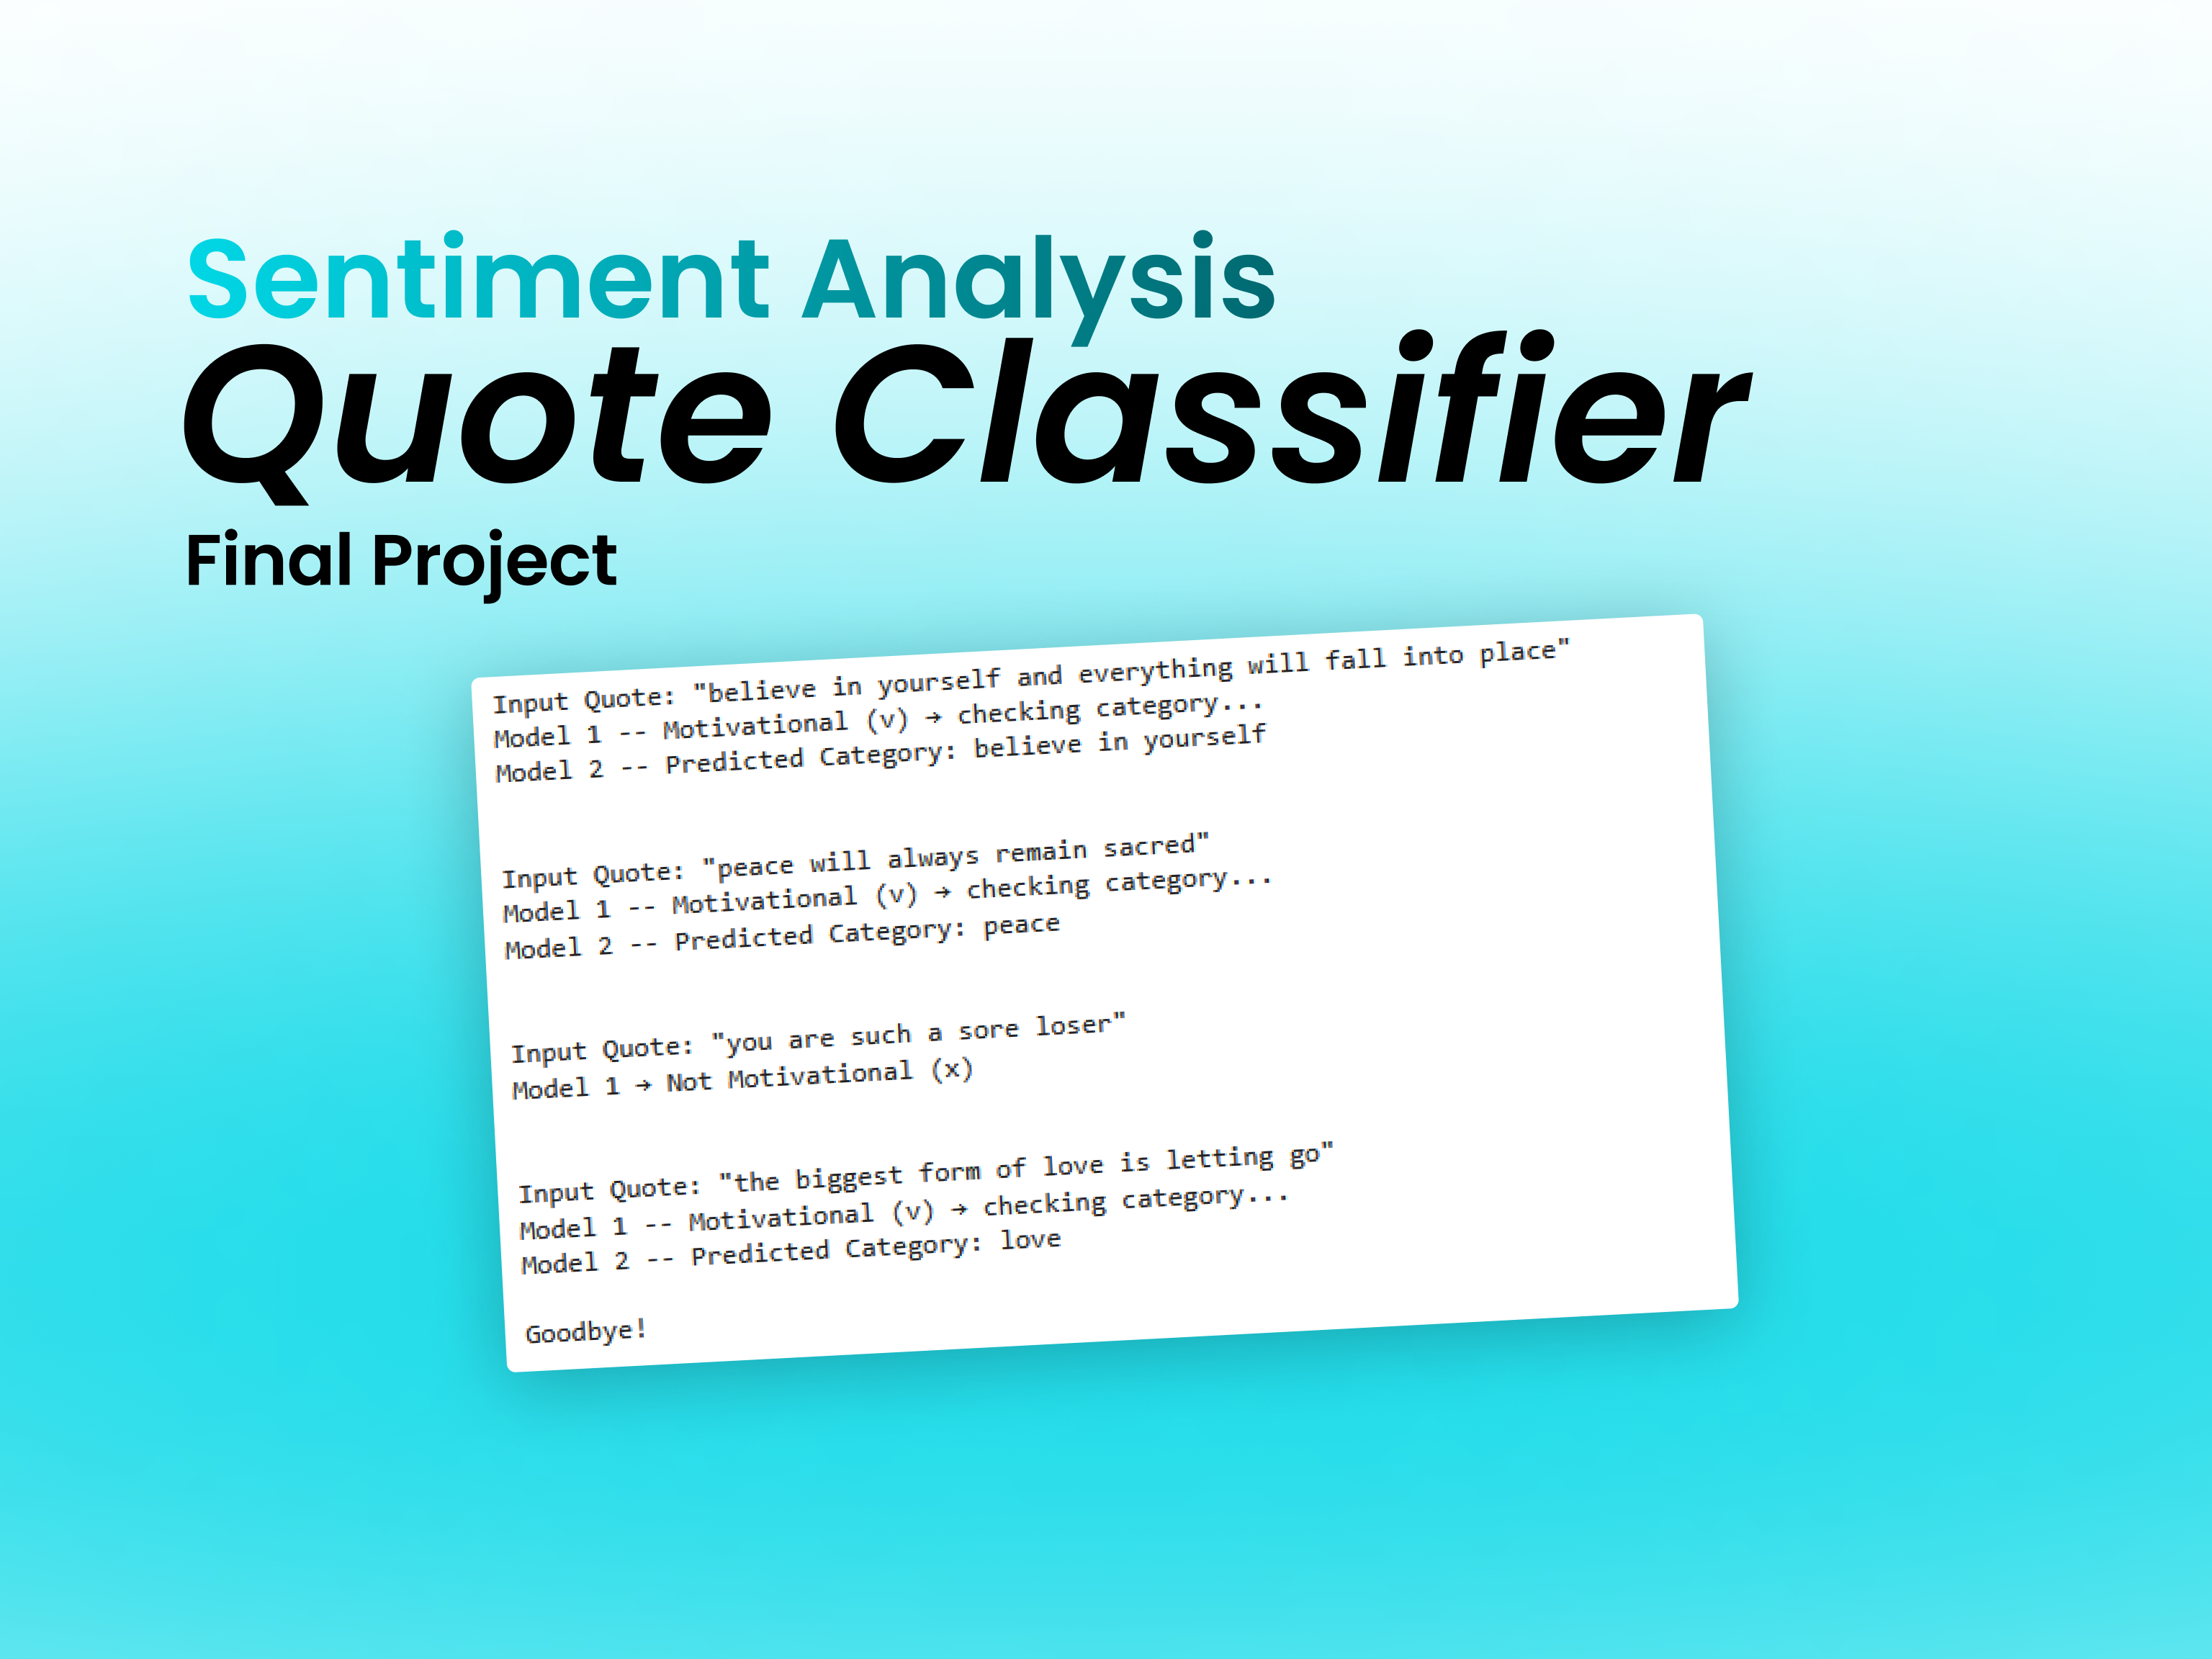 Sentiment Analysis
Quote Classifier
Final Project
Input Quote: "believe in yourself and everything will fall into place"
Model 1 -- Motivational (v) → checking category...
Model 2 -- Predicted Category: believe in yourself
Input Quote: "peace will always remain sacred"
Model 1 -- Motivational (v) → checking category...
Model 2 -- Predicted Category: peace
Input Quote: "you are such a sore loser"
Model 1 → Not Motivational (x)
Input Quote: "the biggest form of love is letting go"
Model 1 -- Motivational (v) → checking category...
Model 2 -- Predicted Category: love
Goodbye!